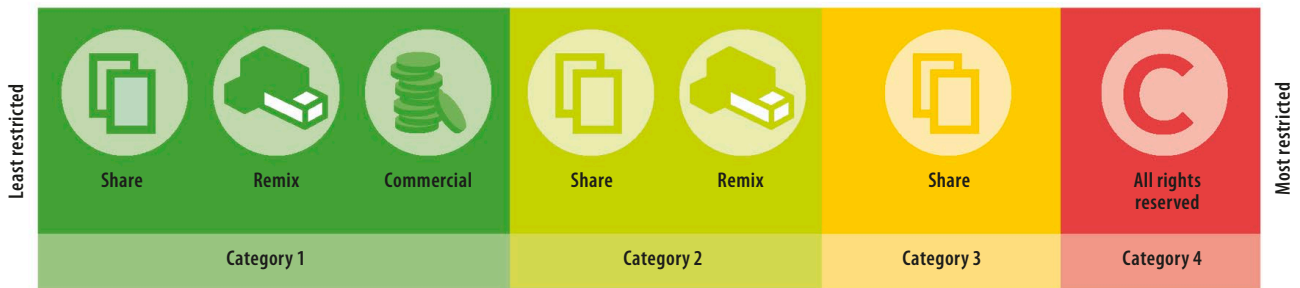 Least restricted
Share
Remix
Commercial
Share
Remix
Share
C
All rights
reserved
Most restricted
Category 1
Category 2
Category 3
Category 4